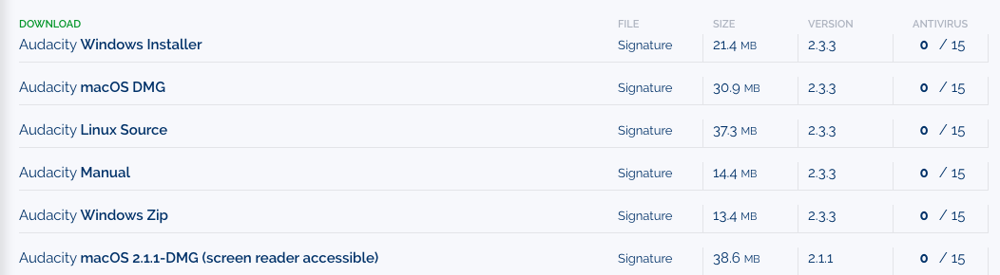 DOWNLOAD FILE SIZE VERSION ANTIVIRUS
Audacity Windows Installer Signature 21.4 MB 2.3.3 0 / 15
Audacity macOS DMG Signature 30.9 MB 2.3.3 0 / 15
Audacity Linux Source Signature 37.3 MB 2.3.3 0 / 15
Audacity Manual Signature 14.4 MB 2.3.3 0 / 15
Audacity Windows Zip Signature 13.4 MB 2.3.3 0 / 15
Audacity macOS 2.1.1-DMG (screen reader accessible) Signature 38.6 MB 2.1.1 0 / 15